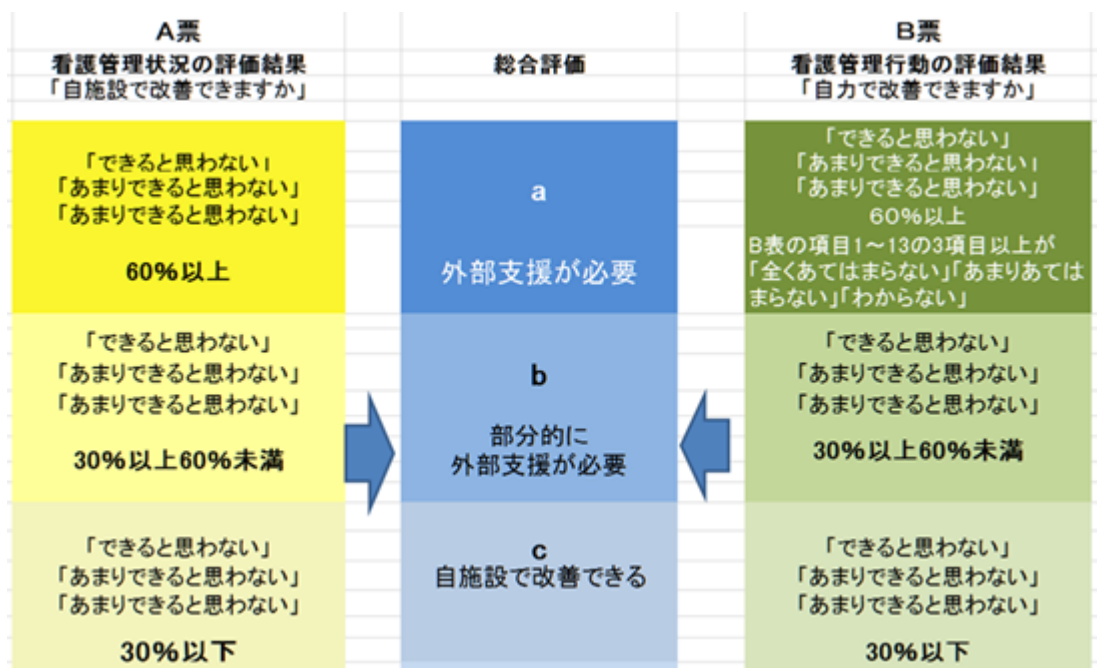 A票
看護管理状況の評価結果
「自施設で改善できますか」
「できると思わない」
「あまりできると思わない」
「あまりできると思わない」
60％以上
「できると思わない」
「あまりできると思わない」
「あまりできると思わない」
30％以上60％未満
「できると思わない」
「あまりできると思わない」
「あまりできると思わない」
30％以下
総合評価
a
外部支援が必要
b
部分的に
外部支援が必要
c
自施設で改善できる
B票
看護管理行動の評価結果
「自力で改善できますか」
「できると思わない」
「あまりできると思わない」
「あまりできると思わない」
60％以上
B表の項目1～13の3項目以上が
「全くあてはまらない」「あまりあては
まらない」「わからない」
「できると思わない」
「あまりできると思わない」
「あまりできると思わない」
30％以上60％未満
「できると思わない」
「あまりできると思わない」
「あまりできると思わない」
30％以下